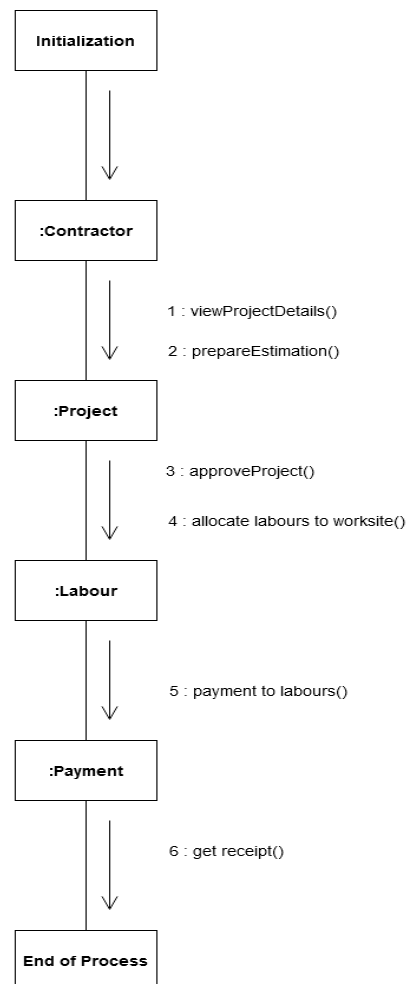 Initialization
:Contractor
1 : viewProjectDetails()
2 : prepareEstimation()
:Project
3 : approveProject()
4 : allocate labours to worksite()
:Labour
5 : payment to labours()
:Payment
6 : get receipt()
End of Process